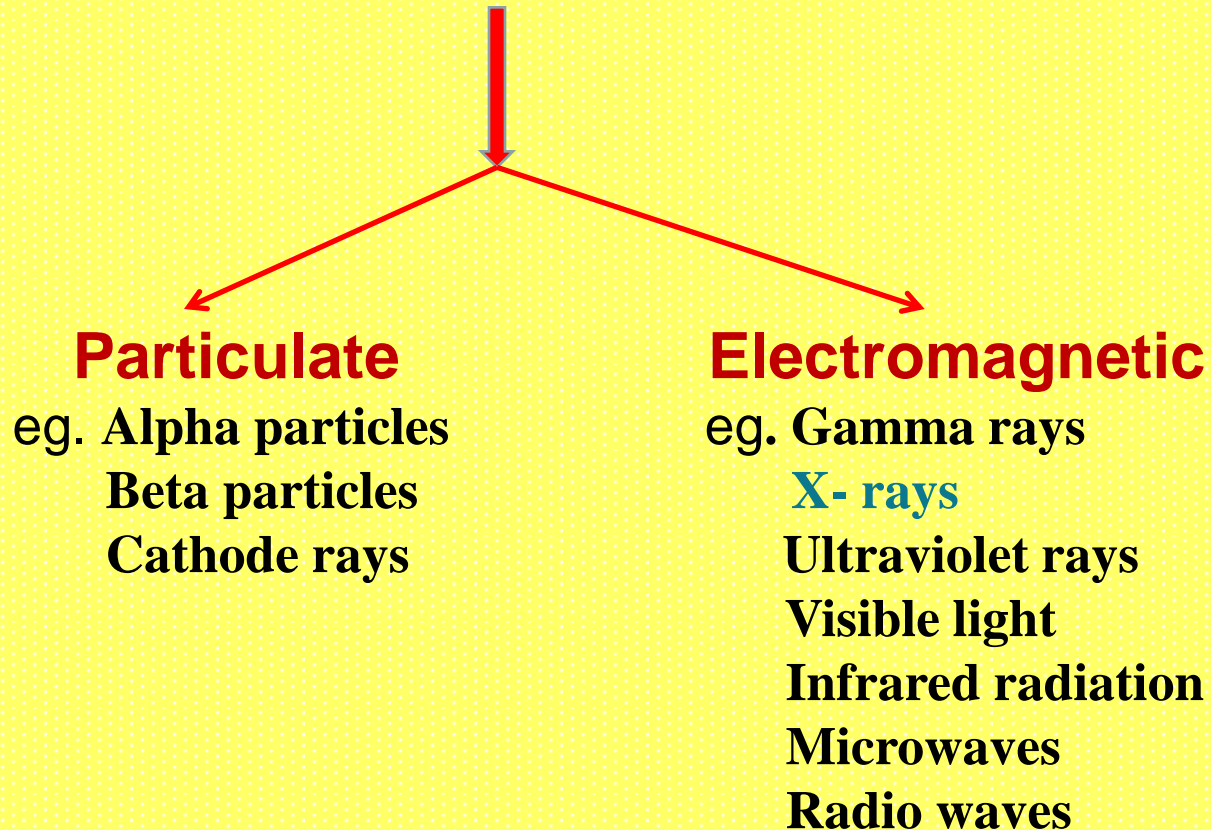 Particulate
eg. Alpha particles
Beta particles
Cathode rays
Electromagnetic
eg. Gamma rays
X- rays
Ultraviolet rays
Visible light
Infrared radiation
Microwaves
Radio waves